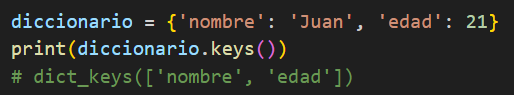 diccionario = {'nombre': 'Juan', 'edad': 21}
print(diccionario.keys())
# dict_keys(['nombre', 'edad'])